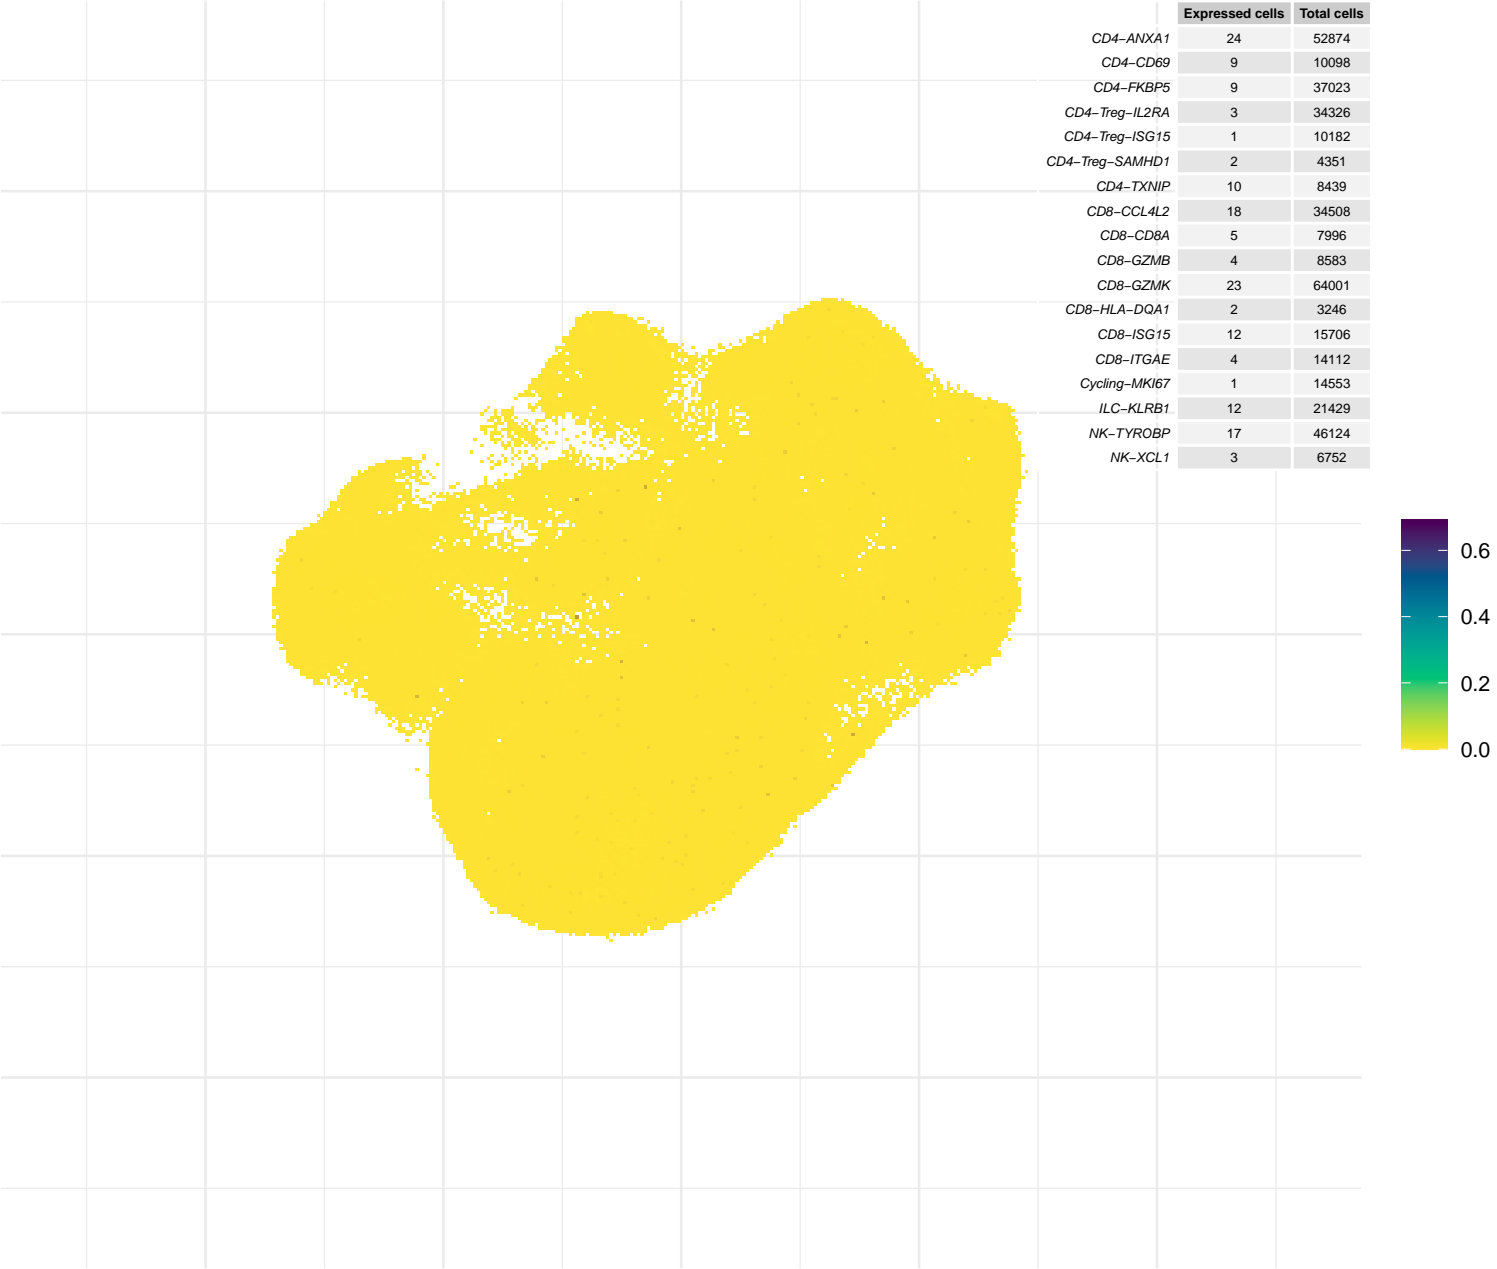 Expressed cells Total cells
CD4−ANXA1 24 52874
CD4−CD69 9 10098
CD4−FKBP5 9 37023
CD4−Treg−IL2RA 3 34326
CD4−Treg−ISG15 1 10182
CD4−Treg−SAMHD1 2 4351
CD4−TXNIP 10 8439
CD8−CCL4L2 18 34508
CD8−CD8A 5 7996
CD8−GZMB 4 8583
CD8−GZMK 23 64001
CD8−HLA−DQA1 2 3246
CD8−ISG15 12 15706
CD8−ITGAE 4 14112
Cycling−MKI67 1 14553
ILC−KLRB1 12 21429
NK−TYROBP 17 46124
NK−XCL1 3 6752
0.6
0.4
0.2
0.0